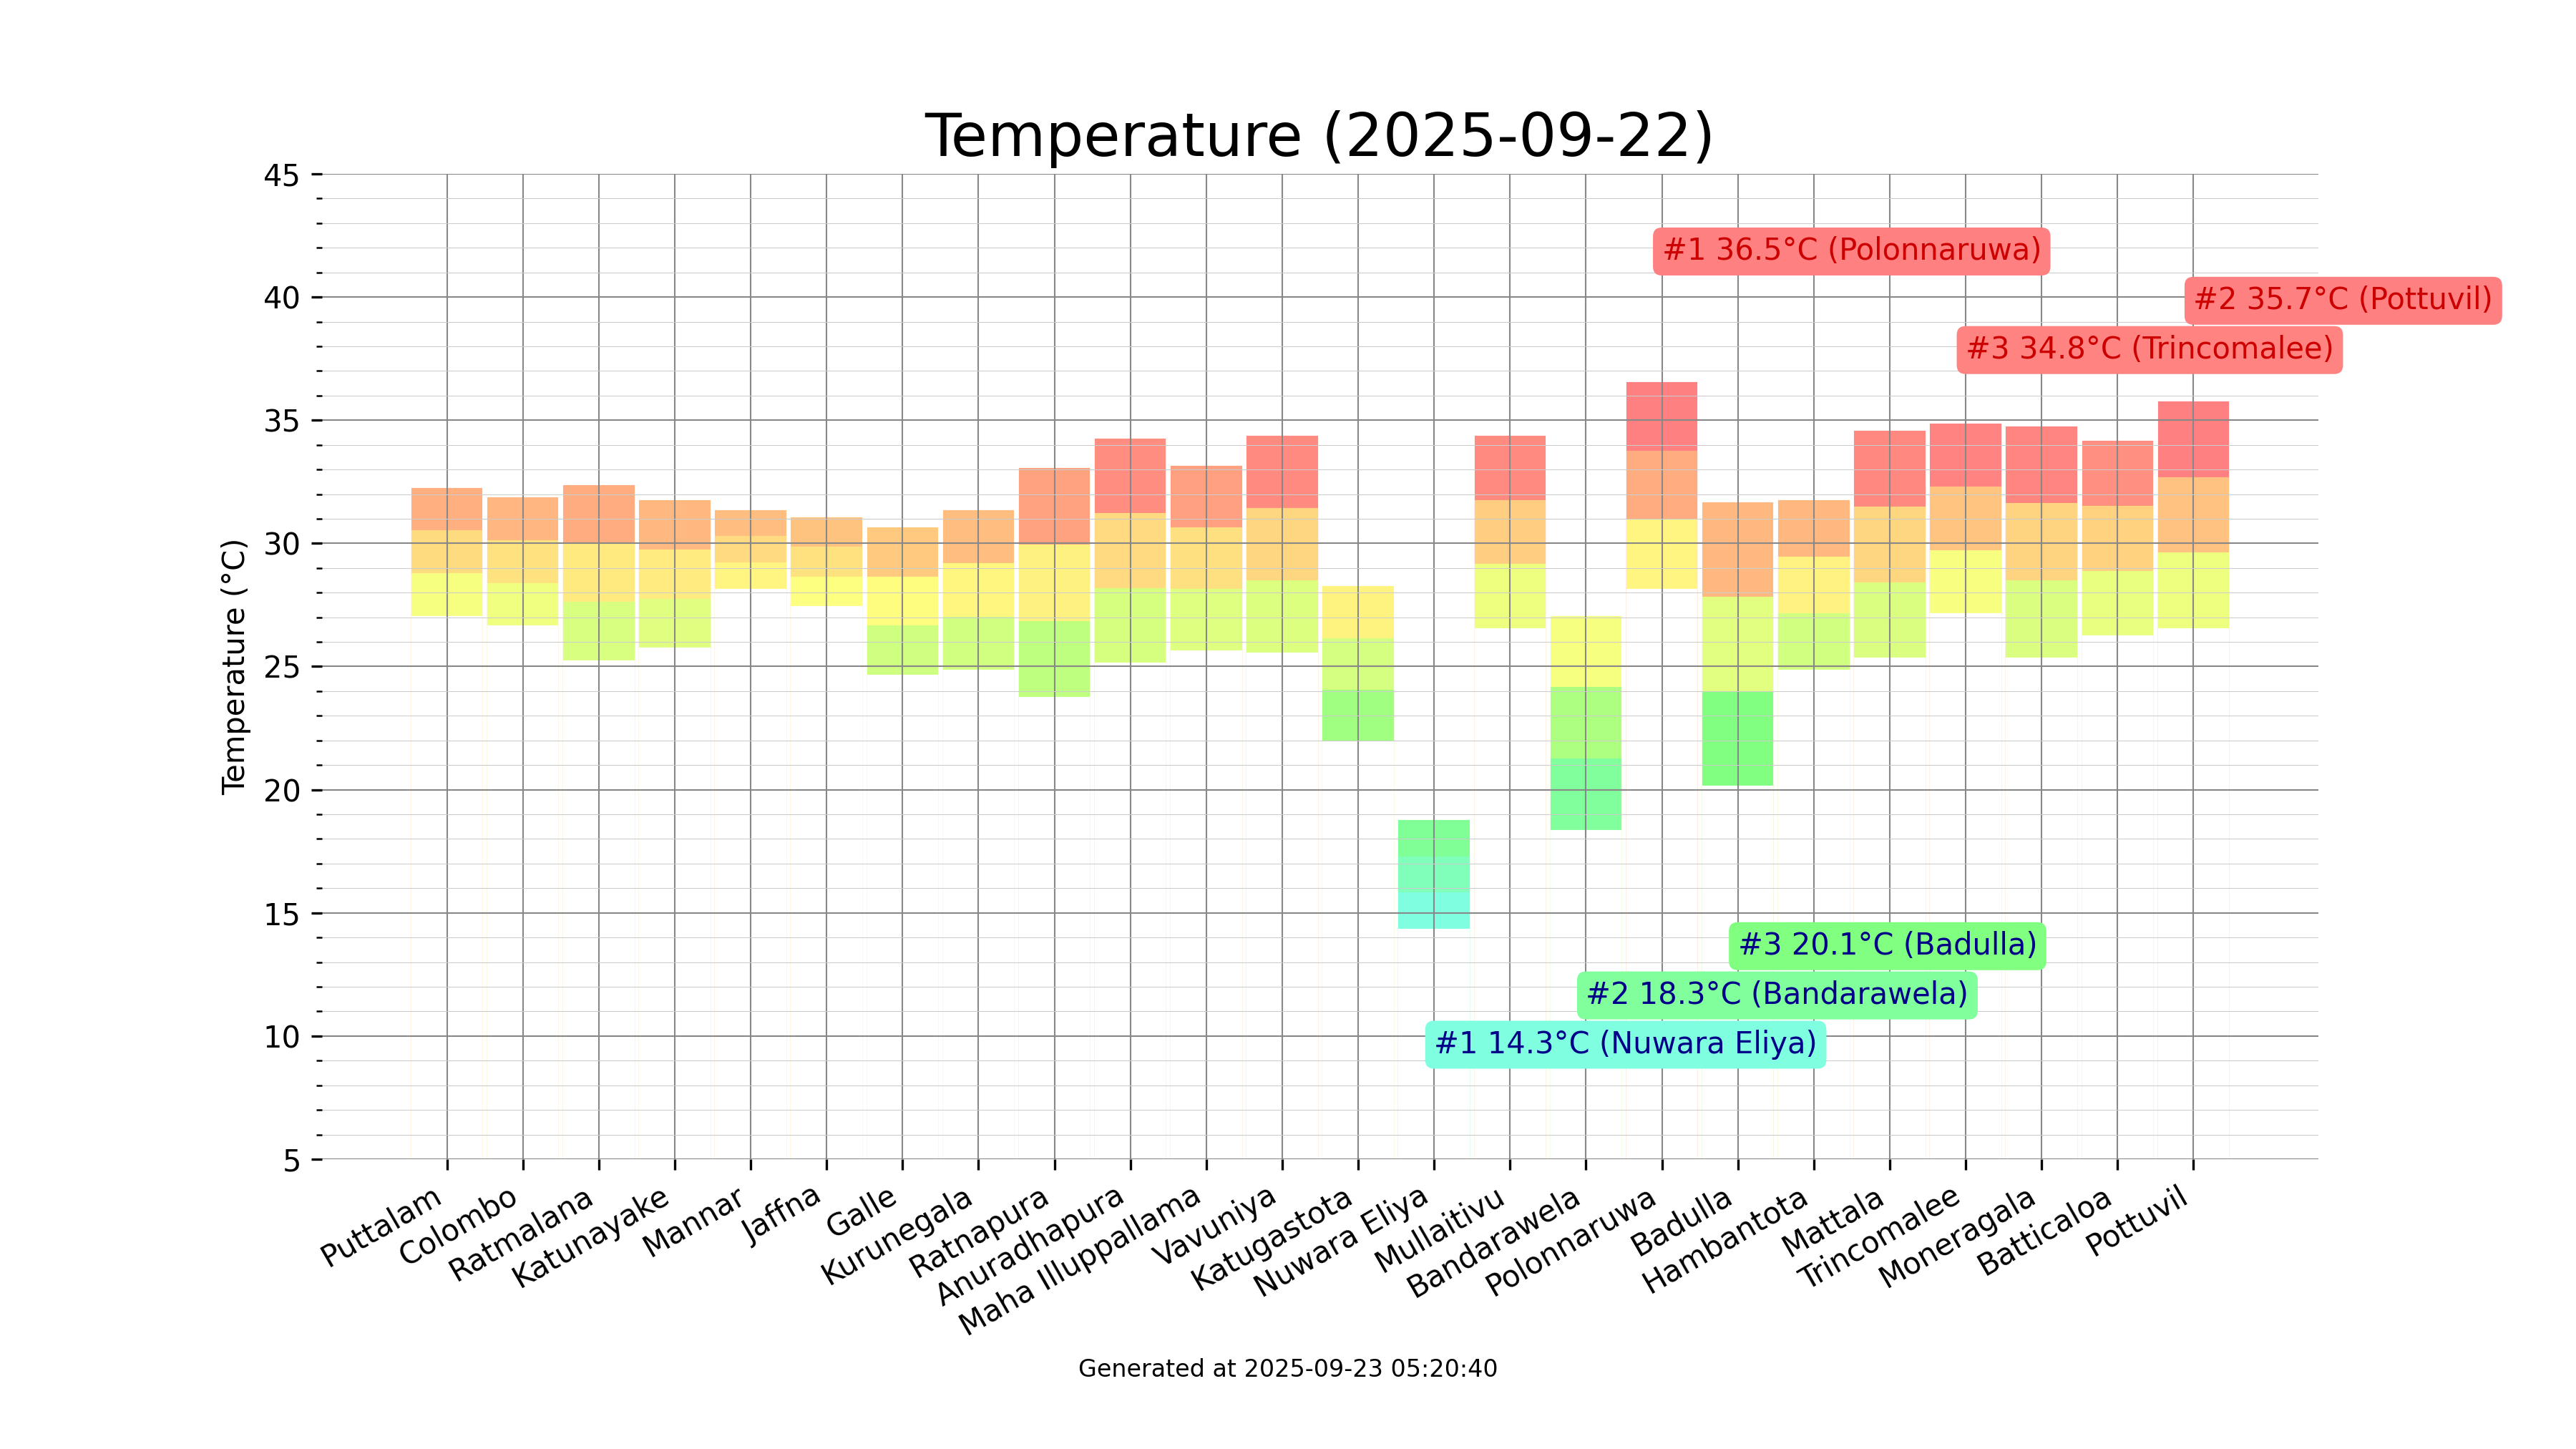 Temperature (2025-09-22)
45
40
35
30
25
20
15
10
5
Temperature (°C)
#1 36.5°C (Polonnaruwa)
#2 35.7°C (Pottuvil)
#3 34.8°C (Trincomalee)
#3 20.1°C (Badulla)
#2 18.3°C (Bandarawela)
#1 14.3°C (Nuwara Eliya)
Puttalam
Colombo
Ratmalana
Katunayake
Mannar
Jaffna
Galle
Kurunegala
Ratnapura
Anuradhapura
Maha Illuppallama
Vavuniya
Katugastota
Nuwara Eliya
Mullaitivu
Bandarawela
Polonnaruwa
Badulla
Hambantota
Mattala
Trincomalee
Moneragala
Batticaloa
Pottuvil
Generated at 2025-09-23 05:20:40